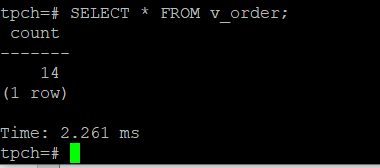 tpch=# SELECT * FROM v_order;
 count
-------
    14
(1 row)

Time: 2.261 ms
tpch=#